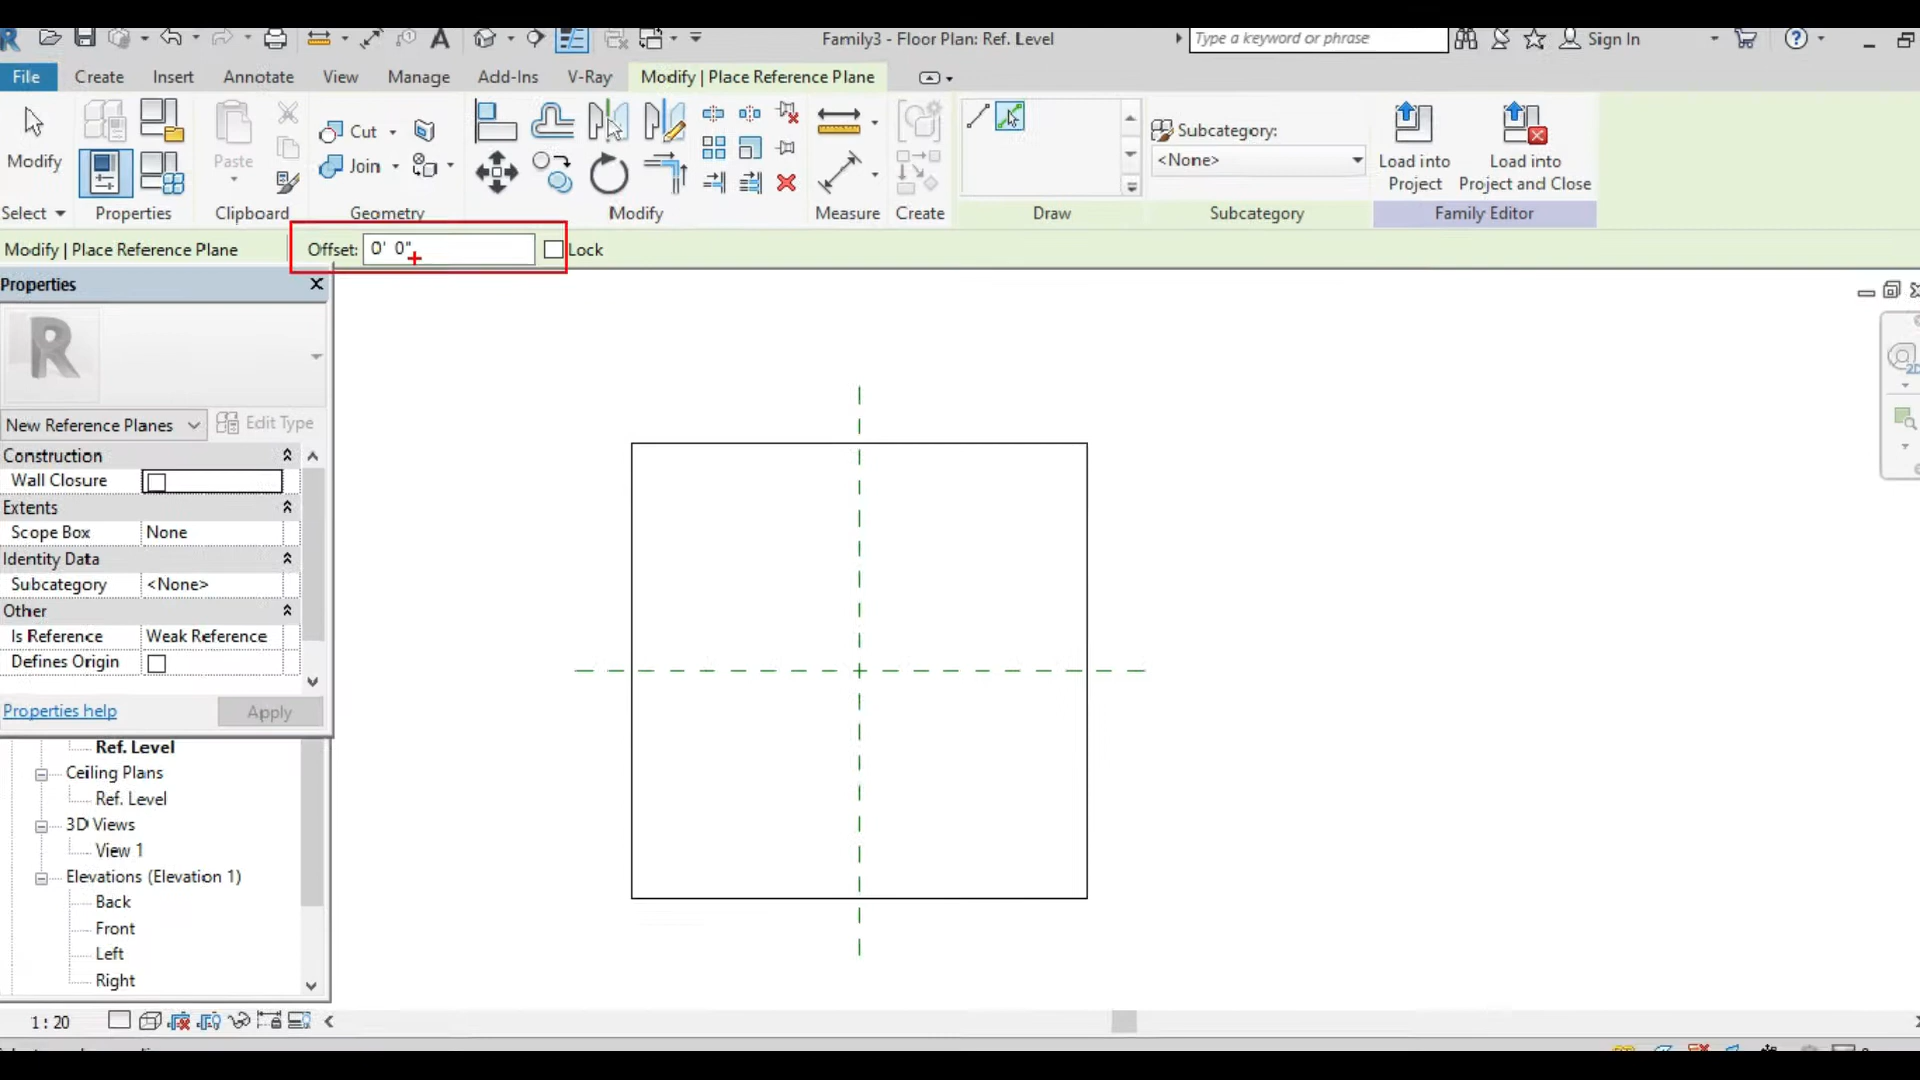 Family3 - Floor Plan: Ref. Level
Type a keyword or phrase
Sign In
File
Create
Insert
Annotate
View
Manage
Add-Ins
V-Ray
Modify | Place Reference Plane
Modify
Paste
Cut
Join
Subcategory:
<None>
Load into
Project
Load into
Project and Close
Select
Properties
Clipboard
Geometry
Modify
Measure
Create
Draw
Subcategory
Family Editor
Modify | Place Reference Plane
Offset: 0' 0"
Lock
Properties
New Reference Planes
Edit Type
Construction
Wall Closure
Extents
Scope Box None
Identity Data
Subcategory <None>
Other
Is Reference Weak Reference
Defines Origin
Properties help
Apply
Ref. Level
Ceiling Plans
Ref. Level
3D Views
View 1
Elevations (Elevation 1)
Back
Front
Left
Right
1 : 20
2D